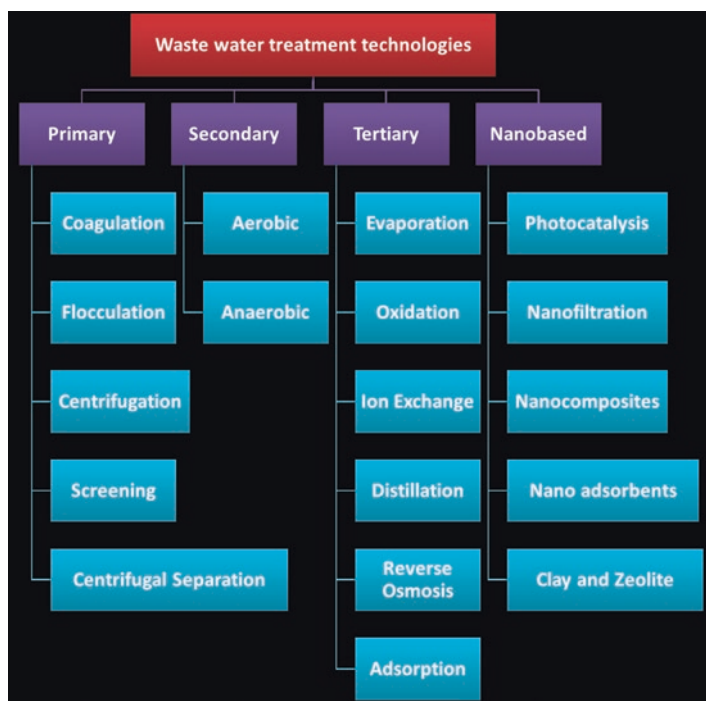 Waste water treatment technologies
Primary
Secondary
Tertiary
Nanobased
Coagulation
Flocculation
Centrifugation
Screening
Centrifugal Separation
Aerobic
Anaerobic
Evaporation
Oxidation
Ion Exchange
Distillation
Reverse
Osmosis
Adsorption
Photocatalysis
Nanofiltration
Nanocomposites
Nano adsorbents
Clay and Zeolite